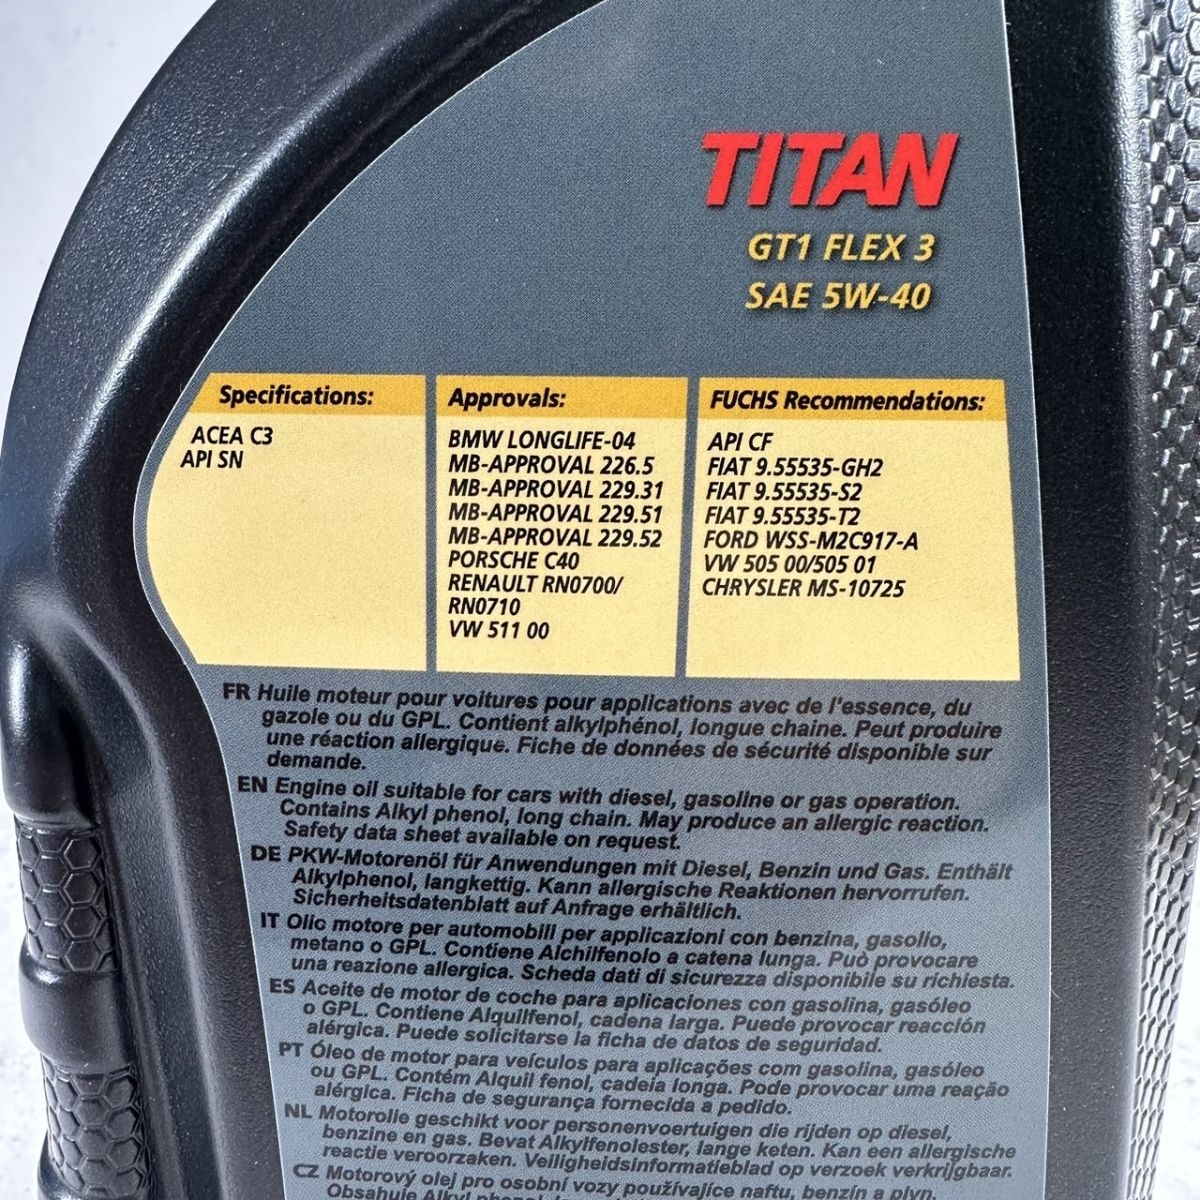 TITAN
GT1 FLEX 3
SAE 5W-40
Specifications:
ACEA C3
API SN
Approvals:
BMW LONGLIFE-04
MB-APPROVAL 226.5
MB-APPROVAL 229.31
MB-APPROVAL 229.51
MB-APPROVAL 229.52
PORSCHE C40
RENAULT RN0700/
RN0710
VW 511 00
FUCHS Recommendations:
API CF
FIAT 9.55535-GH2
FIAT 9.55535-S2
FIAT 9.55535-T2
FORD WSS-M2C917-A
VW 505 00/505 01
CHRYSLER MS-10725
FR Huile moteur pour voitures pour applications avec de l'essence, du
gazole ou du GPL. Contient alkylphénol, longue chaine. Peut produire
une réaction allergique. Fiche de données de sécurité disponible sur
demande.
EN Engine oil suitable for cars with diesel, gasoline or gas operation.
Contains Alkyl phenol, long chain. May produce an allergic reaction.
Safety data sheet available on request.
DE PKW-Motorenöl für Anwendungen mit Diesel, Benzin und Gas. Enthält
Alkylphenol, langkettig. Kann allergische Reaktionen hervorrufen.
Sicherheitsdatenblatt auf Anfrage erhältlich.
IT Olio motore per automobili per applicazioni con benzina, gasolio,
metano o GPL. Contiene Alchilfenolo a catena lunga. Può provocare
una reazione allergica. Scheda dati di sicurezza disponibile su richiesta.
ES Aceite de motor de coche para aplicaciones con gasolina, gasóleo
o GPL. Contiene Alquilfenol, cadena larga. Puede provocar reacción
alérgica. Puede solicitarse la ficha de datos de seguridad.
PT Óleo de motor para veículos para aplicações com gasolina, gasóleo
ou GPL. Contém Alquil fenol, cadeia longa. Pode provocar uma reação
alérgica. Ficha de segurança fornecida a pedido.
NL Motorolie geschikt voor personenvoertuigen die rijden op diesel,
benzine en gas. Bevat Alkylfenolester, lange keten. Kan een allergische
reactie veroorzaken. Veiligheidsinformatieblad op verzoek verkrijgbaar.
CZ Motorový olej pro osobní vozy používajíce naftu, benzín a plyn.
Obsahuje Alkyl